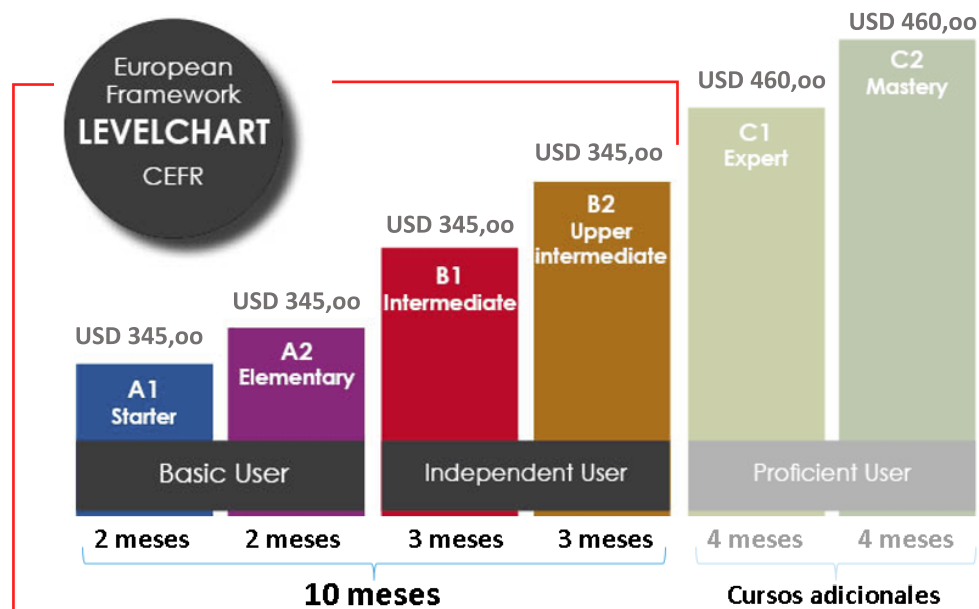 European
Framework
LEVELCHART
CEFR
USD 345,oo
USD 345,oo
USD 345,oo
USD 345,oo
USD 460,oo
USD 460,oo
A1
Starter
A2
Elementary
B1
Intermediate
B2
Upper
intermediate
C1
Expert
C2
Mastery
Basic User
Independent User
Proficient User
2 meses
2 meses
3 meses
3 meses
4 meses
4 meses
10 meses
Cursos adicionales